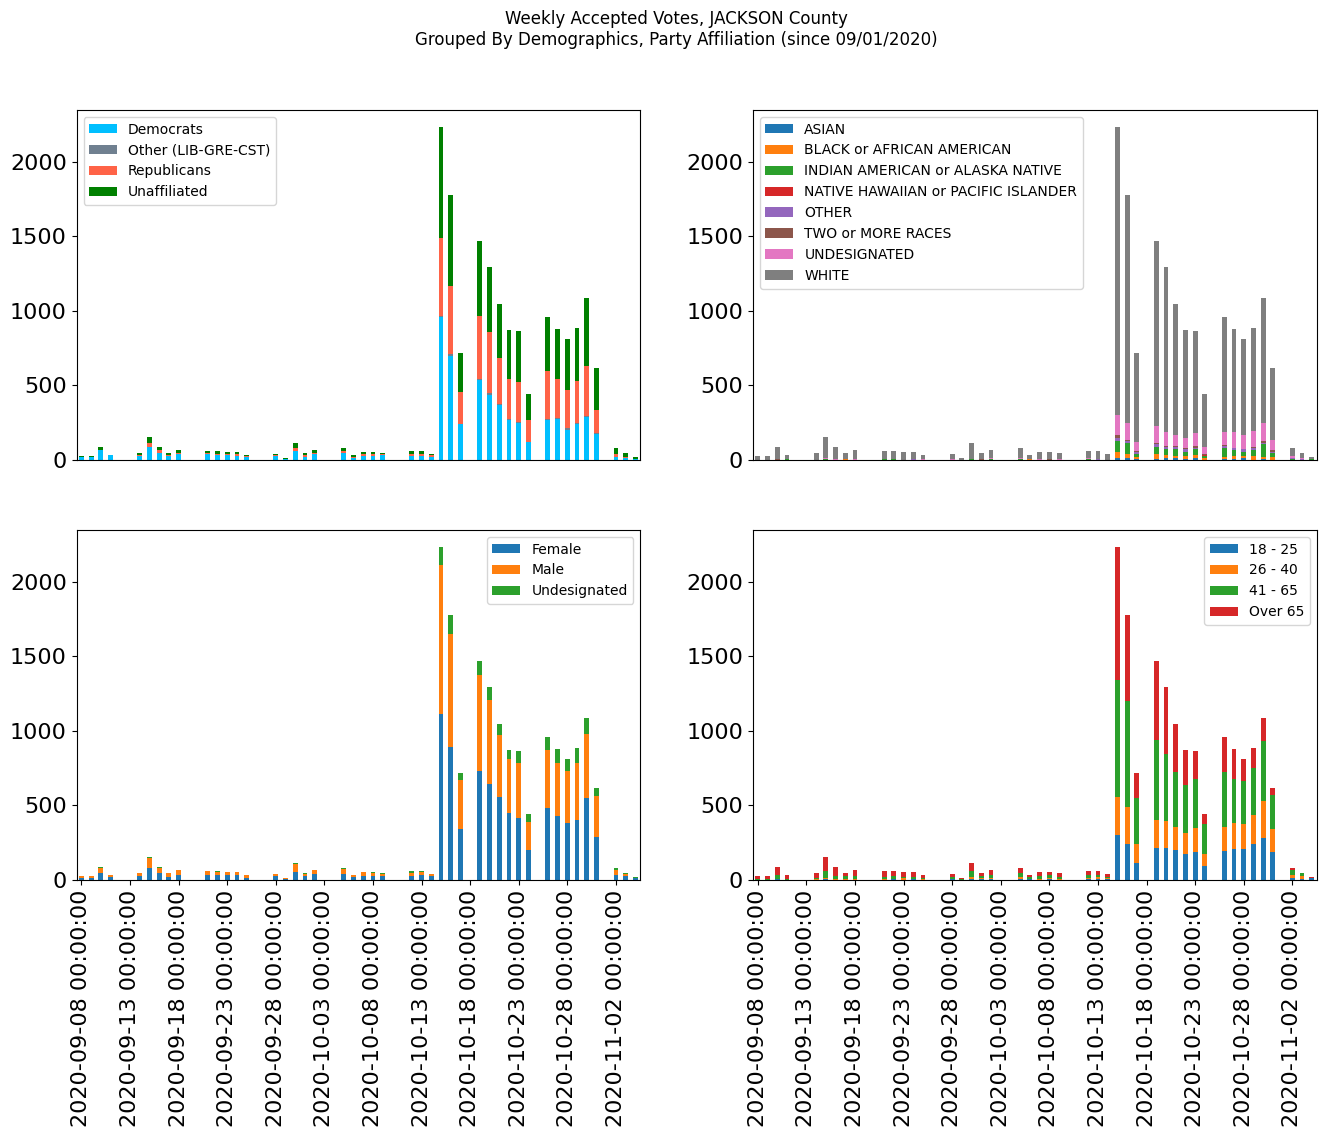 Weekly Accepted Votes, JACKSON County
Grouped By Demographics, Party Affiliation (since 09/01/2020)
Democrats
Other (LIB-GRE-CST)
Republicans
Unaffiliated
2000
1500
1000
500
0
ASIAN
BLACK or AFRICAN AMERICAN
INDIAN AMERICAN or ALASKA NATIVE
NATIVE HAWAIIAN or PACIFIC ISLANDER
OTHER
TWO or MORE RACES
UNDESIGNATED
WHITE
2000
1500
1000
500
0
Female
Male
Undesignated
2000
1500
1000
500
0
2020-09-08 00:00:00
2020-09-13 00:00:00
2020-09-18 00:00:00
2020-09-23 00:00:00
2020-09-28 00:00:00
2020-10-03 00:00:00
2020-10-08 00:00:00
2020-10-13 00:00:00
2020-10-18 00:00:00
2020-10-23 00:00:00
2020-10-28 00:00:00
2020-11-02 00:00:00
18 - 25
26 - 40
41 - 65
Over 65
2000
1500
1000
500
0
2020-09-08 00:00:00
2020-09-13 00:00:00
2020-09-18 00:00:00
2020-09-23 00:00:00
2020-09-28 00:00:00
2020-10-03 00:00:00
2020-10-08 00:00:00
2020-10-13 00:00:00
2020-10-18 00:00:00
2020-10-23 00:00:00
2020-10-28 00:00:00
2020-11-02 00:00:00